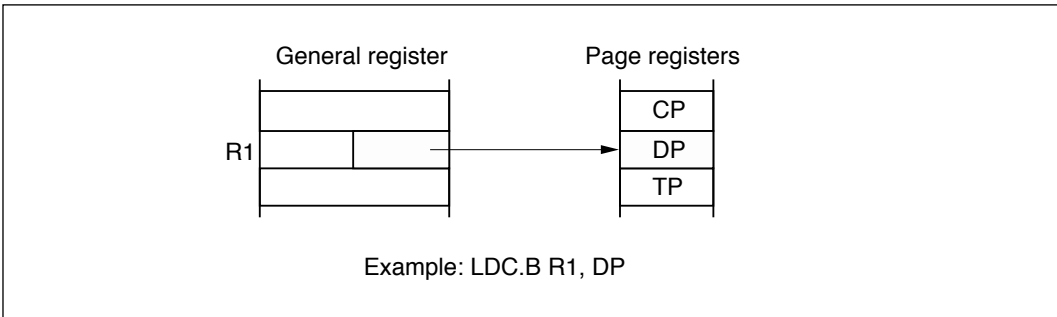 General register
Page registers
CP
R1
DP
TP
Example: LDC.B R1, DP